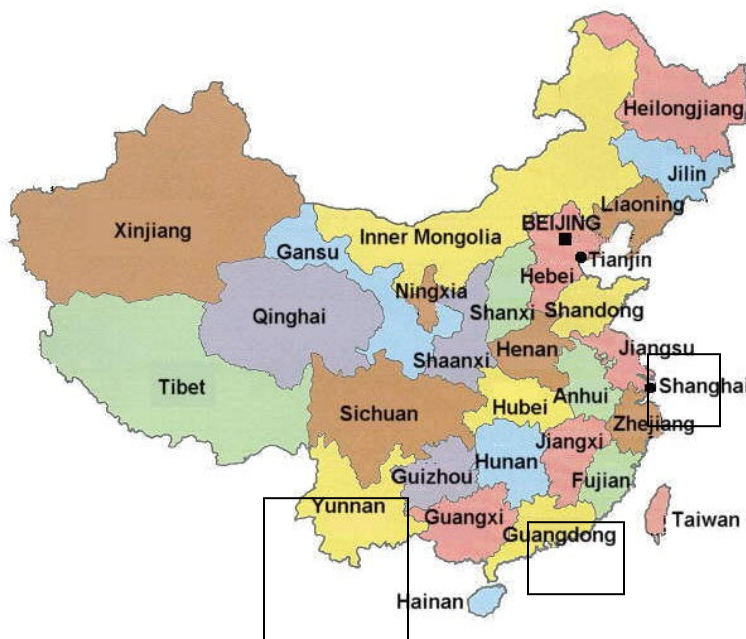 Heilongjiang
Jilin
Liaoning
BEIJING
Xinjiang
Inner Mongolia
Gansu
Tianjin
Hebei
Ningxia
Shanxi
Shandong
Qinghai
Jiangsu
Henan
Shaanxi
Tibet
Shanghai
Anhui
Sichuan
Hubei
Zhejiang
Jiangxi
Hunan
Guizhou
Fujian
Yunnan
Guangxi
Taiwan
Guangdong
Hainan